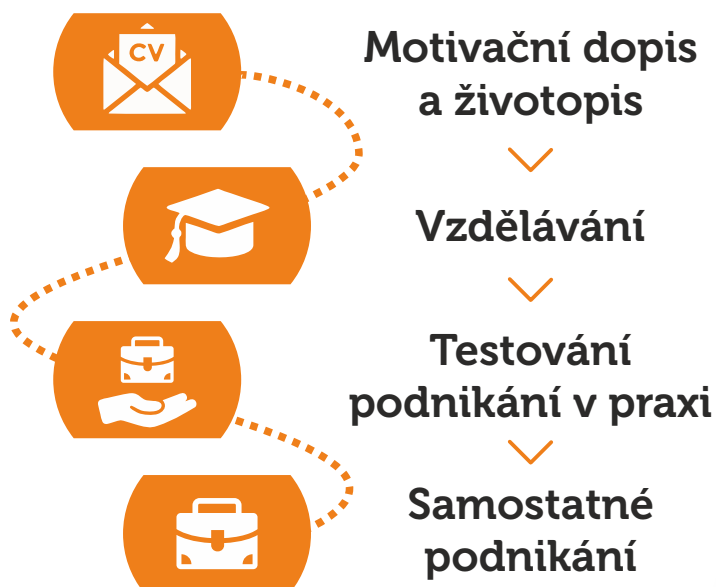 CV
Motivační dopis
a životopis
Vzdělávání
Testování
podnikání v praxi
Samostatné
podnikání